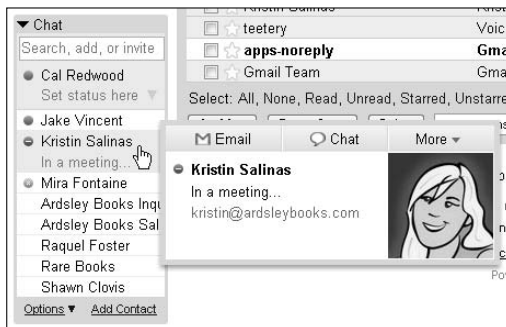 Chat
Search, add, or invite
Cal Redwood
Set status here
Jake Vincent
Kristin Salinas
In a meeting...
Mira Fontaine
Ardsley Books Inqu
Ardsley Books Sal
Raquel Foster
Rare Books
Shawn Clovis
Options Add Contact
Kristin Salinas
teetery Voic
apps-noreply Gma
Gmail Team Gma
Select: All, None, Read, Unread, Starred, Unstarre
Email Chat More
Kristin Salinas
In a meeting...
kristin@ardsleybooks.com